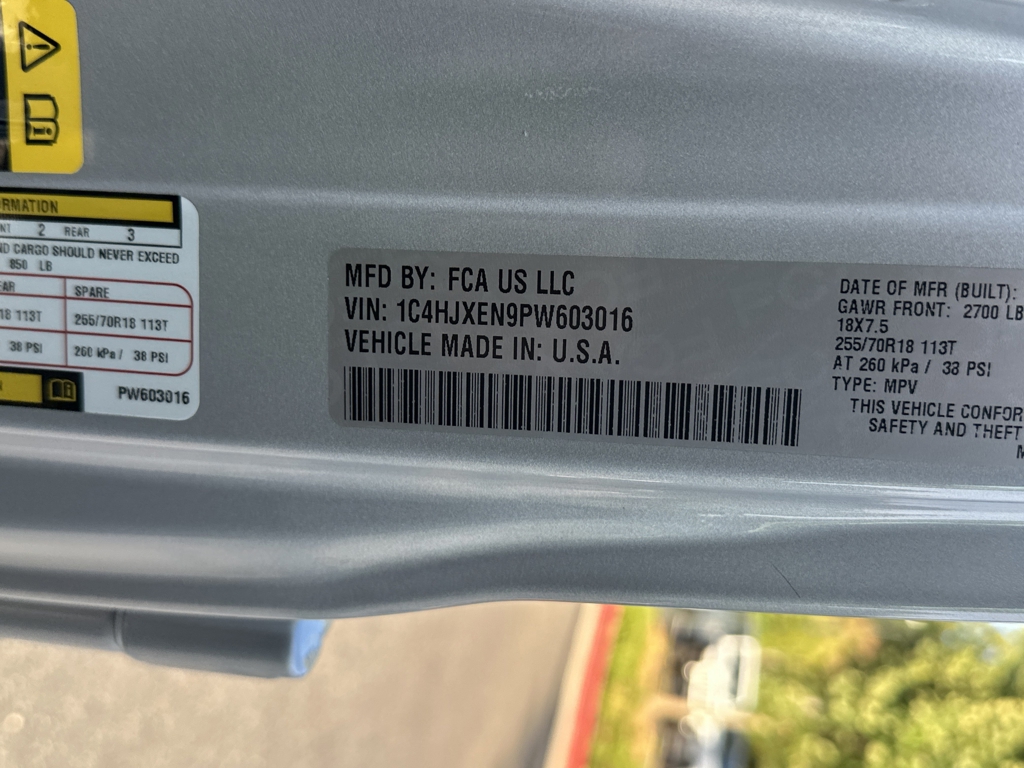 RMATION
NT 2 REAR 3
ND CARGO SHOULD NEVER EXCEED
850 LB
AR SPARE
18 113T 255/70R18 113T
38 PSI 260 kPa / 38 PSI
PW603016
MFD BY: FCA US LLC
VIN: 1C4HJXEN9PW603016
VEHICLE MADE IN: U.S.A.
DATE OF MFR (BUILT):
GAWR FRONT: 2700 LB
18X7.5
255/70R18 113T
AT 260 kPa / 38 PSI
TYPE: MPV
THIS VEHICLE CONFOR
SAFETY AND THEFT
M